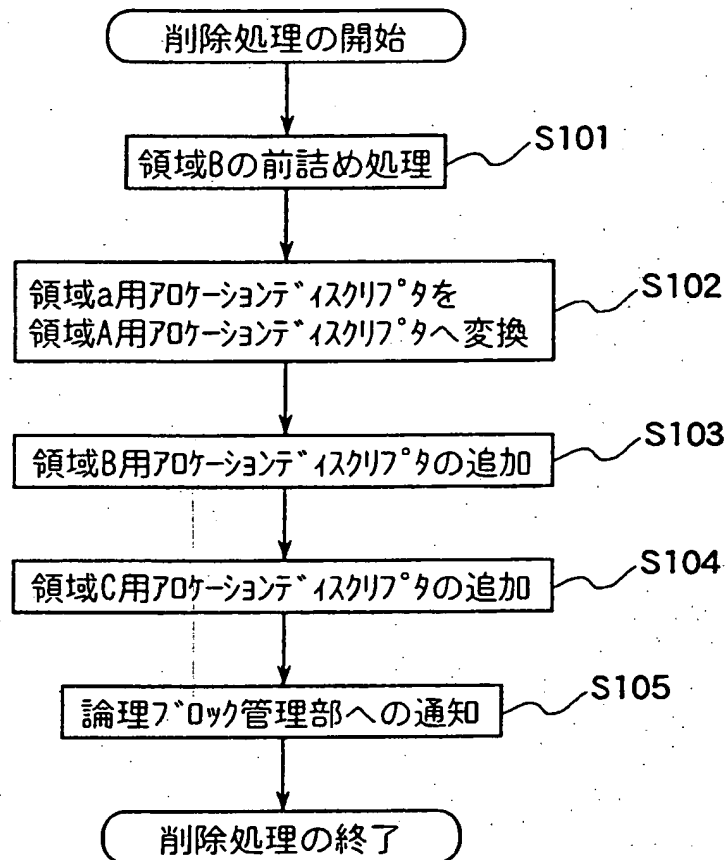 削除処理の開始
領域Bの前詰め処理
S101
領域a用ｱﾛｹｰｼｮﾝﾃﾞｨｽｸﾘﾌﾟﾀを
領域A用ｱﾛｹｰｼｮﾝﾃﾞｨｽｸﾘﾌﾟﾀへ変換
S102
領域B用ｱﾛｹｰｼｮﾝﾃﾞｨｽｸﾘﾌﾟﾀの追加
S103
領域C用ｱﾛｹｰｼｮﾝﾃﾞｨｽｸﾘﾌﾟﾀの追加
S104
論理ﾌﾞﾛｯｸ管理部への通知
S105
削除処理の終了